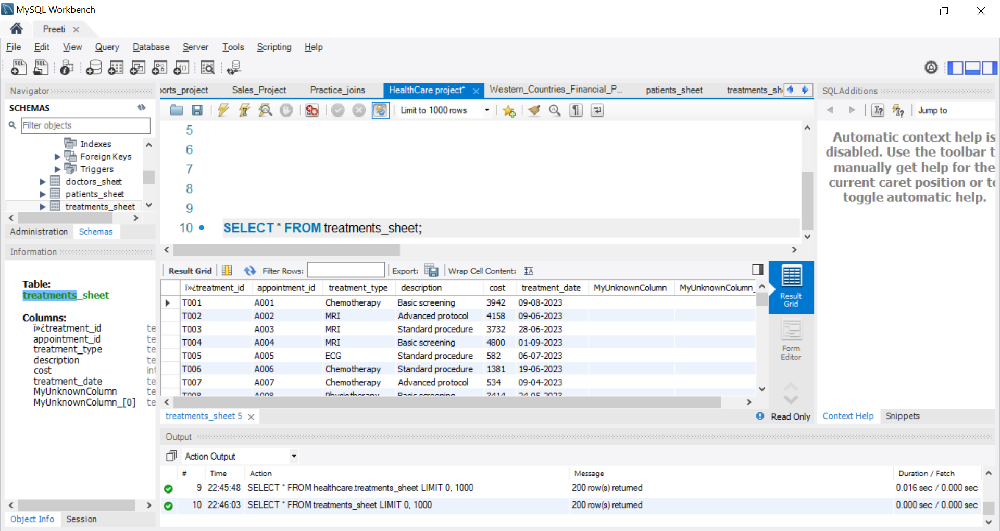 MySQL Workbench
Preeti
File Edit View Query Database Server Tools Scripting Help
Navigator
SCHEMAS
Filter objects
Indexes
Foreign Keys
Triggers
doctors_sheet
patients_sheet
treatments_sheet
Administration Schemas
Information
Table:
treatments_sheet
Columns:
ï»¿treatment_id te
appointment_id te
treatment_type te
description te
cost int
treatment_date te
MyUnknownColumn te
MyUnknownColumn_[0] te
Object Info Session
orts_project Sales_Project Practice_joins HealthCare project* Western_Countries_Financial_P... patients_sheet treatments_sh
Limit to 1000 rows
5
6
7
8
9
10 SELECT * FROM treatments_sheet;
Result Grid Filter Rows: Export: Wrap Cell Content:
ï»¿treatment_id appointment_id treatment_type description cost treatment_date MyUnknownColumn MyUnknownColumn_
T001 A001 Chemotherapy Basic screening 3942 09-08-2023
T002 A002 MRI Advanced protocol 4158 09-06-2023
T003 A003 MRI Standard procedure 3732 28-06-2023
T004 A004 MRI Basic screening 4800 01-09-2023
T005 A005 ECG Standard procedure 582 06-07-2023
T006 A006 Chemotherapy Standard procedure 1381 19-06-2023
T007 A007 Chemotherapy Advanced protocol 534 09-04-2023
T008 A008 Physiotherapy Basic screening 3414 24-05-2023
Result
Grid
Form
Editor
treatments_sheet 5
Read Only
SQLAdditions
Jump to
Automatic context help is
disabled. Use the toolbar t
manually get help for the
current caret position or to
toggle automatic help.
Context Help Snippets
Output
Action Output
# Time Action Message Duration / Fetch
9 22:45:48 SELECT * FROM healthcare.treatments_sheet LIMIT 0, 1000 200 row(s) returned 0.016 sec / 0.000 sec
10 22:46:03 SELECT * FROM treatments_sheet LIMIT 0, 1000 200 row(s) returned 0.000 sec / 0.000 sec